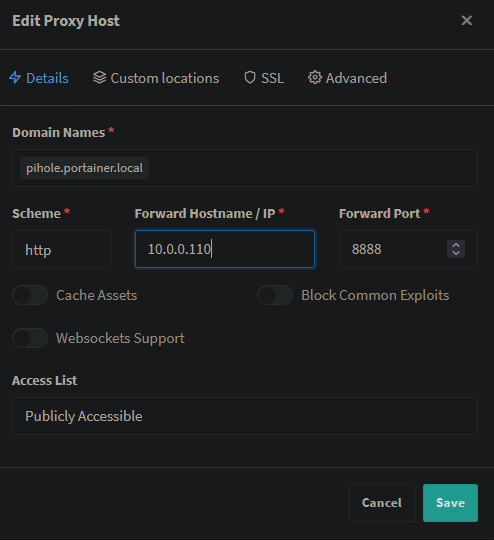 Edit Proxy Host
Details Custom locations SSL Advanced
Domain Names *
pihole.portainer.local
Scheme * Forward Hostname / IP * Forward Port *
http 10.0.0.110 8888
Cache Assets Block Common Exploits
Websockets Support
Access List
Publicly Accessible
Cancel Save